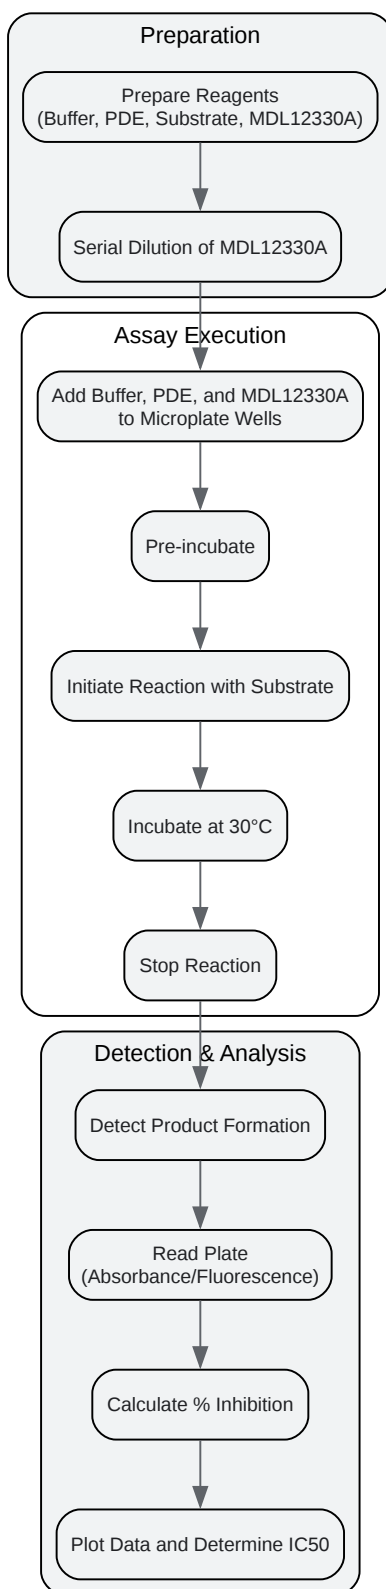 Preparation
Prepare Reagents
(Buffer, PDE, Substrate, MDL12330A)
Serial Dilution of MDL12330A
Assay Execution
Add Buffer, PDE, and MDL12330A
to Microplate Wells
Pre-incubate
Initiate Reaction with Substrate
Incubate at 30°C
Stop Reaction
Detection & Analysis
Detect Product Formation
Read Plate
(Absorbance/Fluorescence)
Calculate % Inhibition
Plot Data and Determine IC50